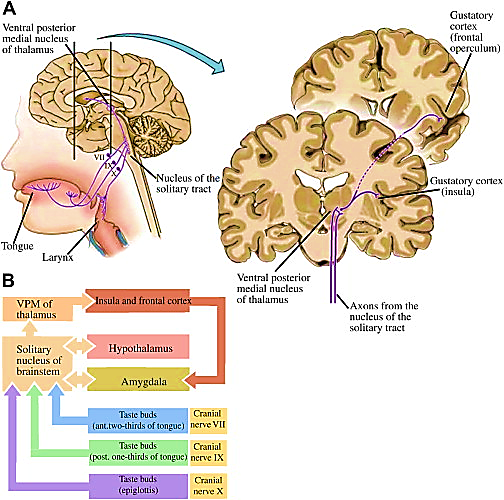 A
Ventral posterior
medial nucleus
of thalamus
VII
IX
X
Nucleus of the
solitary tract
Tongue
Larynx
Gustatory
cortex
(frontal
operculum)
Gustatory cortex
(insula)
Ventral posterior
medial nucleus
of thalamus
Axons from the
nucleus of the
solitary tract
B
VPM of
thalamus
Insula and frontal cortex
Solitary
nucleus of
brainstem
Hypothalamus
Amygdala
Taste buds
(ant.two-thirds of tongue)
Cranial
nerve VII
Taste buds
(post. one-thirds of tongue)
Cranial
nerve IX
Taste buds
(epiglottis)
Cranial
nerve X